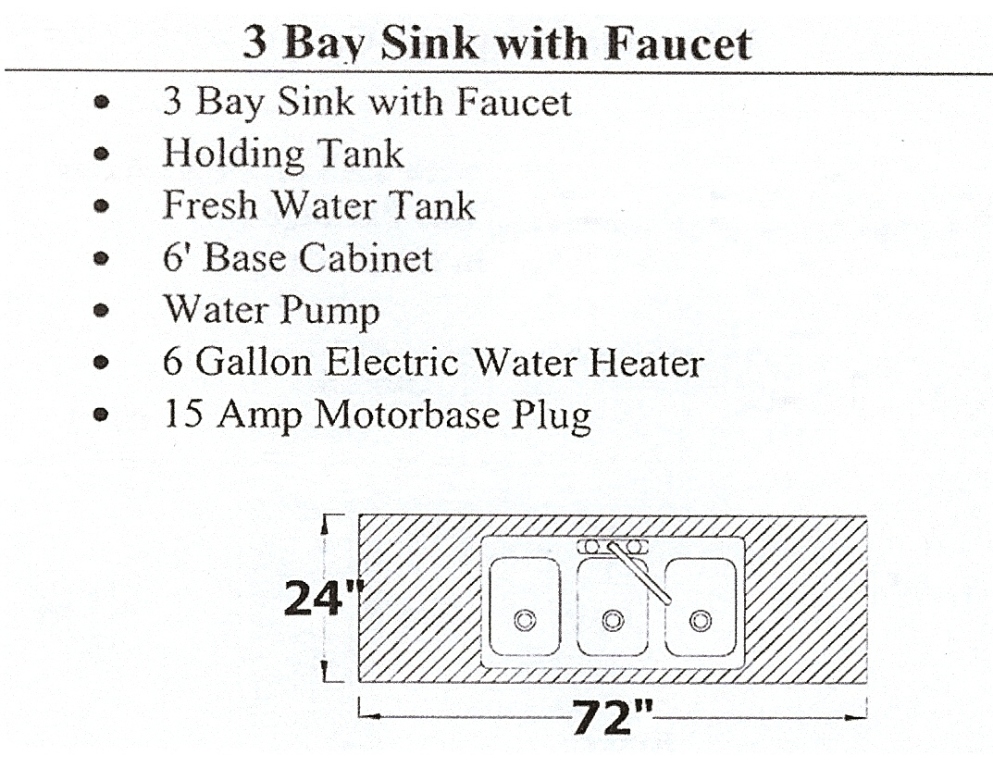 3 Bay Sink with Faucet
• 3 Bay Sink with Faucet
• Holding Tank
• Fresh Water Tank
• 6' Base Cabinet
• Water Pump
• 6 Gallon Electric Water Heater
• 15 Amp Motorbase Plug
24"
72"